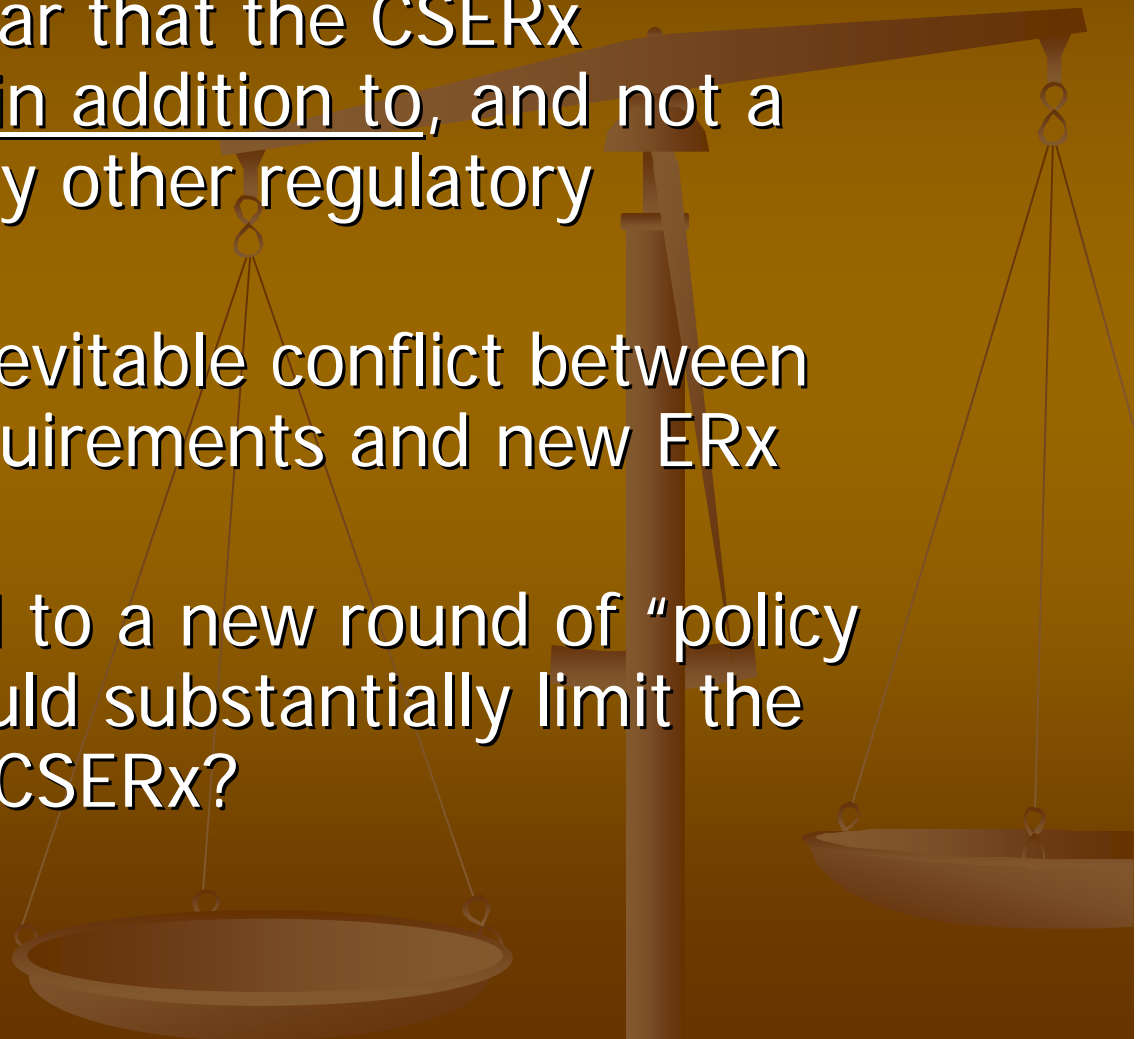 ar that the CSERx
in addition to, and not a
y other regulatory
evitable conflict between
uirements and new ERx
to a new round of “policy
uld substantially limit the
CSERx?